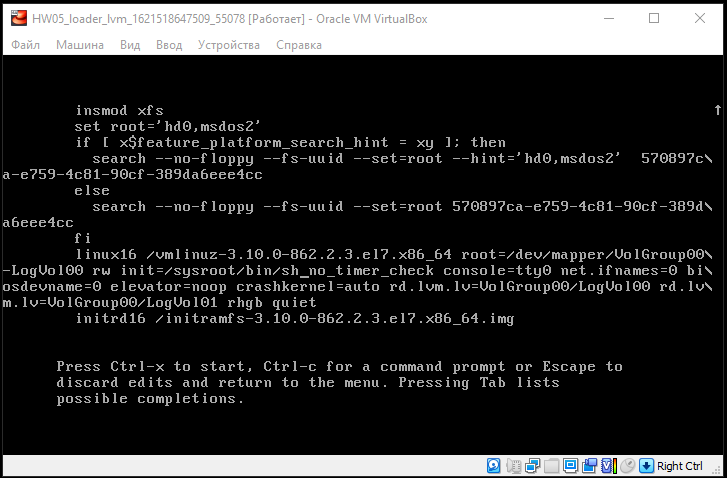 HW05_loader_lvm_1621518647509_55078 [Работает] - Oracle VM VirtualBox
Файл Машина Вид Ввод Устройства Справка
insmod xfs
set root='hd0,msdos2'
if [ x$feature_platform_search_hint = xy ]; then
search --no-floppy --fs-uuid --set=root --hint='hd0,msdos2'  570897c\
a-e759-4c81-90cf-389da6eee4cc
else
search --no-floppy --fs-uuid --set=root 570897ca-e759-4c81-90cf-389d\
a6eee4cc
fi
linux16 /vmlinuz-3.10.0-862.2.3.el7.x86_64 root=/dev/mapper/VolGroup00\
-LogVol00 rw init=/sysroot/bin/sh_no_timer_check console=tty0 net.ifnames=0 bi\
osdevname=0 elevator=noop crashkernel=auto rd.lvm.lv=VolGroup00/LogVol00 rd.lv\
m.lv=VolGroup00/LogVol01 rhgb quiet
initrd16 /initramfs-3.10.0-862.2.3.el7.x86_64.img
Press Ctrl-x to start, Ctrl-c for a command prompt or Escape to
discard edits and return to the menu. Pressing Tab lists
possible completions.
Right Ctrl